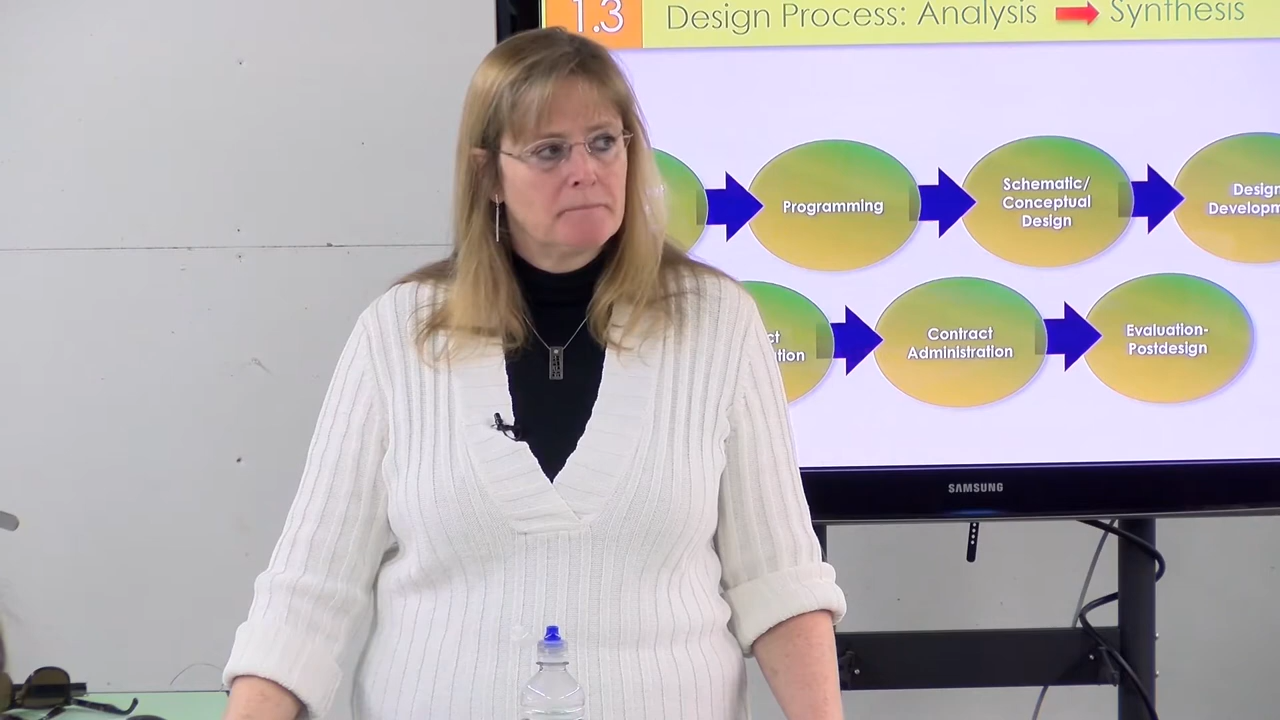 1.3 Design Process: Analysis Synthesis
Programming
Schematic/
Conceptual
Design
Design
Contract
Administration
Evaluation-
Postdesign
SAMSUNG